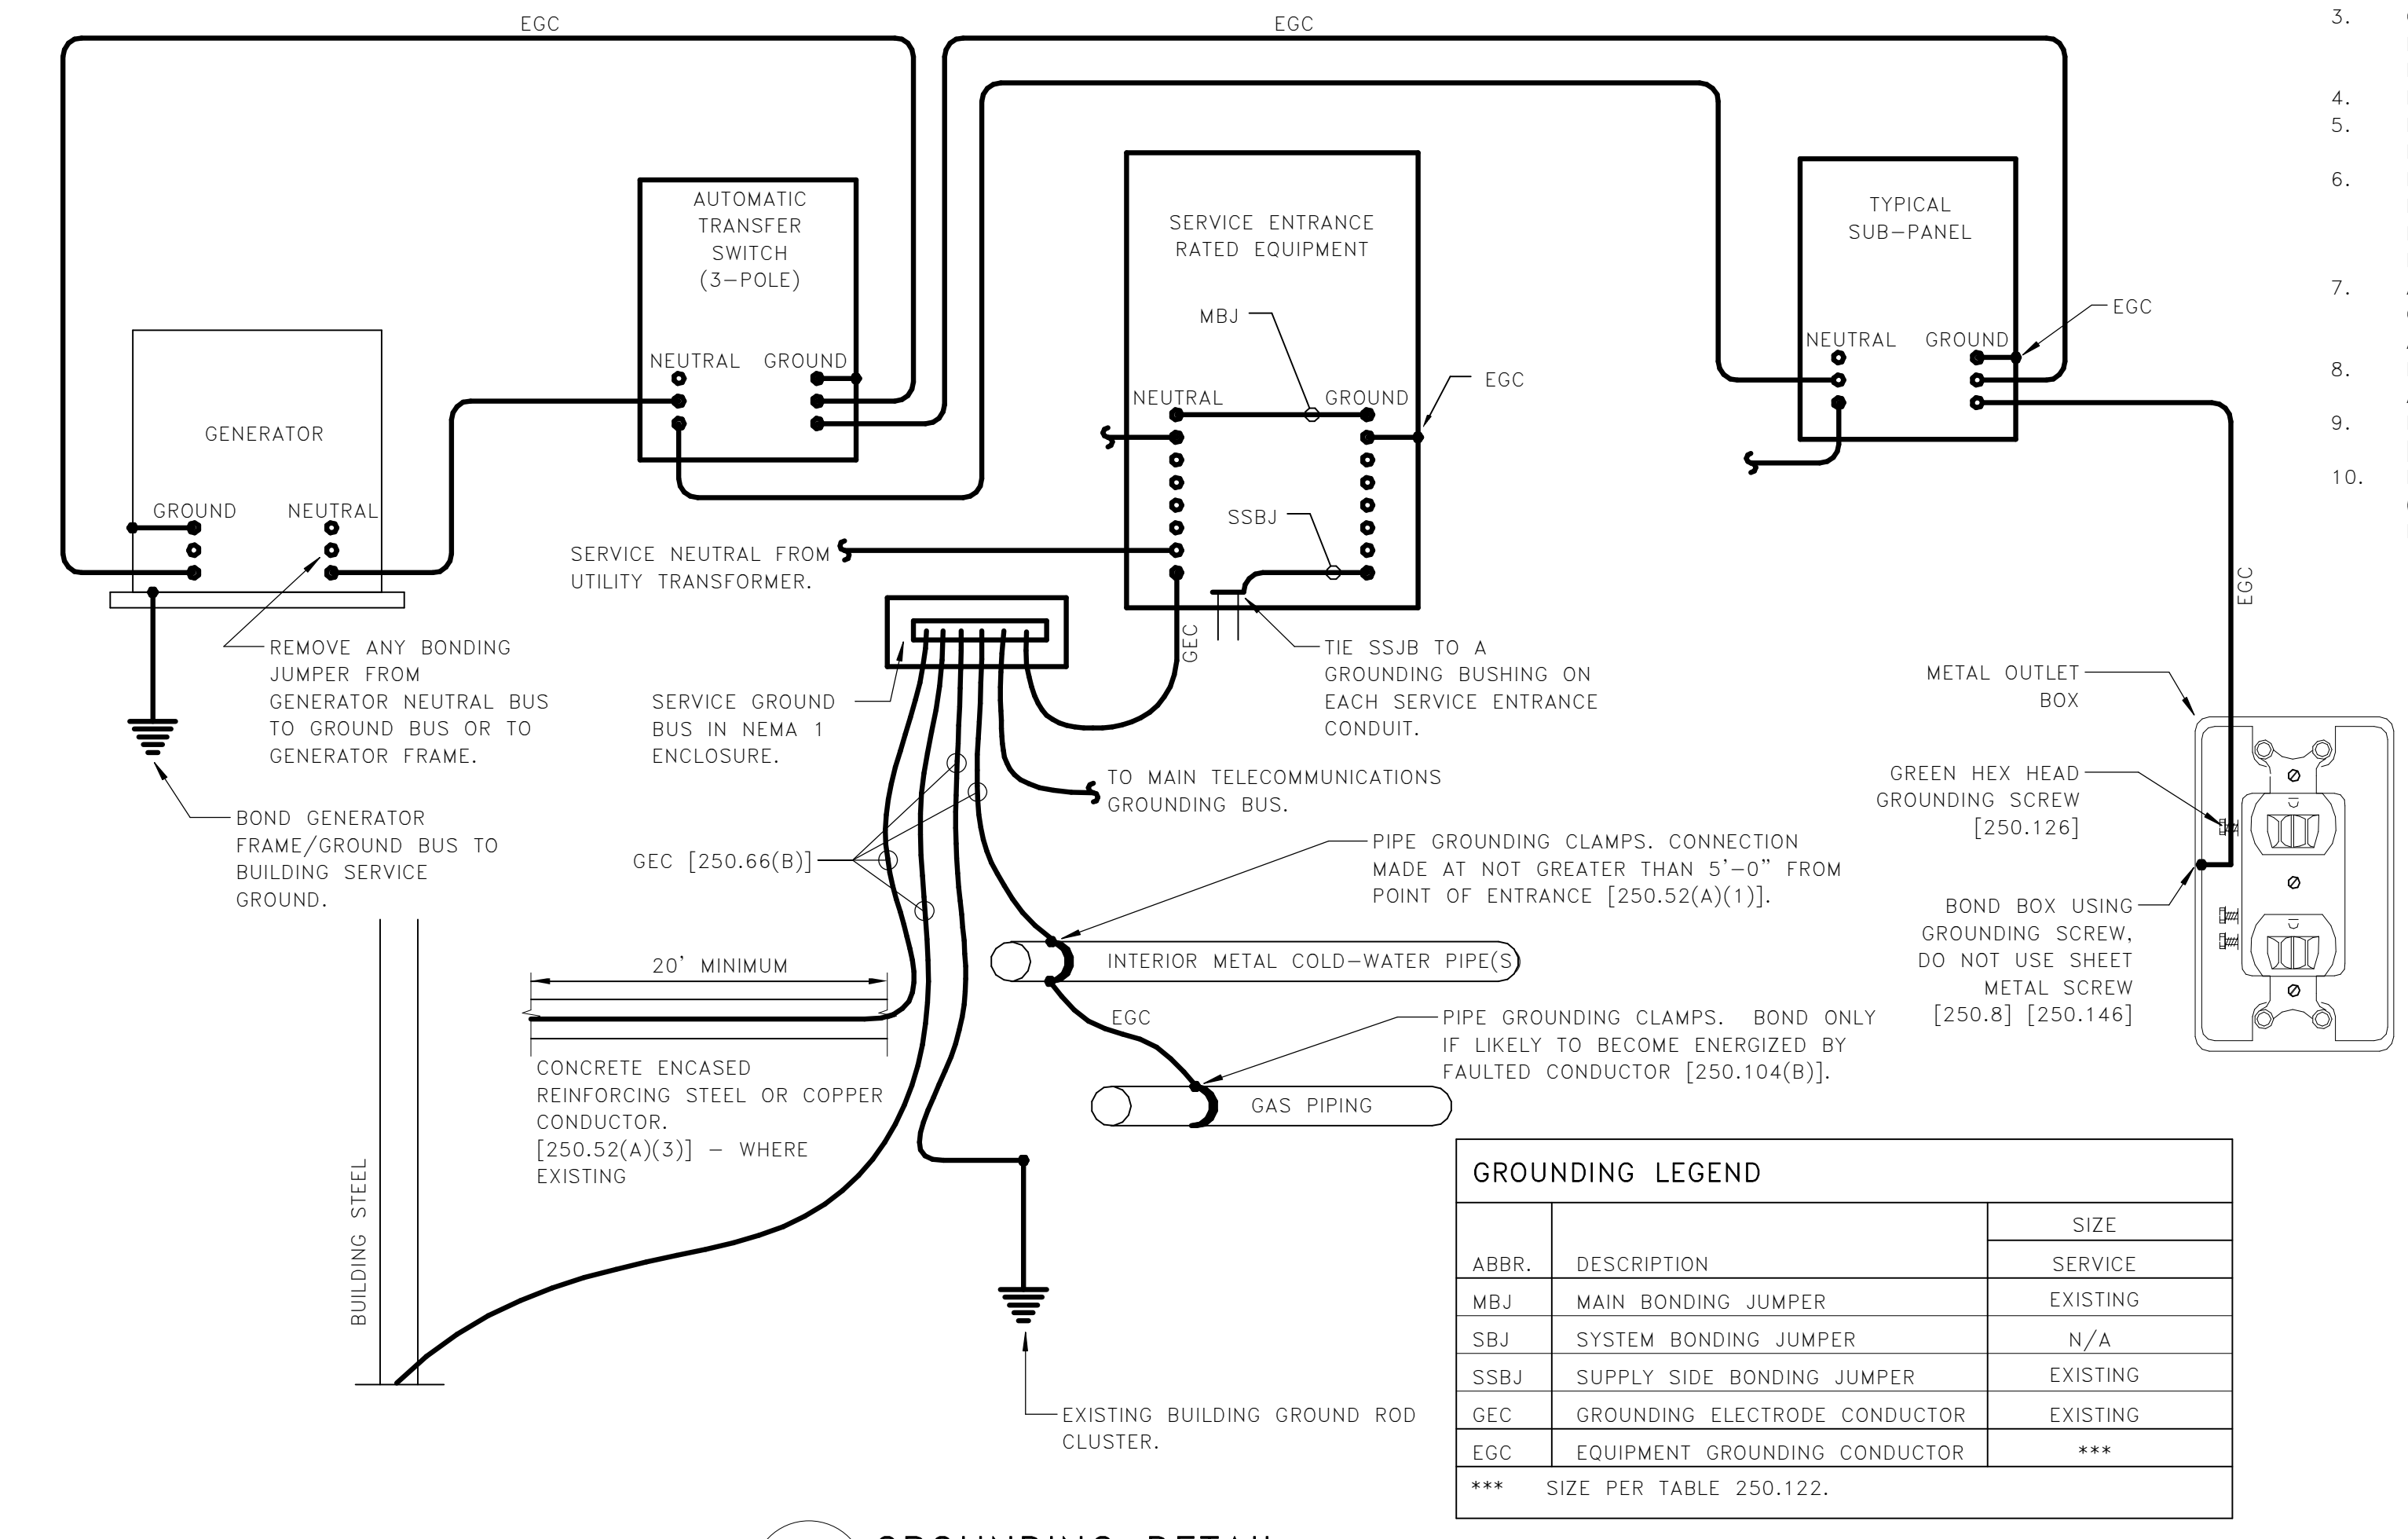 EGC
EGC
3.
4.
5.
6.
7.
8.
9.
10.
AUTOMATIC
TRANSFER
SWITCH
(3-POLE)
NEUTRAL GROUND
SERVICE ENTRANCE
RATED EQUIPMENT
MBJ
NEUTRAL GROUND
EGC
SSBJ
TYPICAL
SUB-PANEL
NEUTRAL GROUND
EGC
GENERATOR
GROUND NEUTRAL
SERVICE NEUTRAL FROM
UTILITY TRANSFORMER.
GEC
EGC
REMOVE ANY BONDING
JUMPER FROM
GENERATOR NEUTRAL BUS
TO GROUND BUS OR TO
GENERATOR FRAME.
SERVICE GROUND
BUS IN NEMA 1
ENCLOSURE.
TIE SSJB TO A
GROUNDING BUSHING ON
EACH SERVICE ENTRANCE
CONDUIT.
METAL OUTLET
BOX
GREEN HEX HEAD
GROUNDING SCREW
[250.126]
BOND BOX USING
GROUNDING SCREW,
DO NOT USE SHEET
METAL SCREW
[250.8] [250.146]
BOND GENERATOR
FRAME/GROUND BUS TO
BUILDING SERVICE
GROUND.
TO MAIN TELECOMMUNICATIONS
GROUNDING BUS.
GEC [250.66(B)]
PIPE GROUNDING CLAMPS. CONNECTION
MADE AT NOT GREATER THAN 5'-0" FROM
POINT OF ENTRANCE [250.52(A)(1)].
20' MINIMUM
INTERIOR METAL COLD-WATER PIPE(S)
EGC
PIPE GROUNDING CLAMPS. BOND ONLY
IF LIKELY TO BECOME ENERGIZED BY
FAULTED CONDUCTOR [250.104(B)].
GAS PIPING
CONCRETE ENCASED
REINFORCING STEEL OR COPPER
CONDUCTOR.
[250.52(A)(3)] - WHERE
EXISTING
BUILDING STEEL
EXISTING BUILDING GROUND ROD
CLUSTER.
GROUNDING LEGEND
SIZE
ABBR. DESCRIPTION SERVICE
MBJ MAIN BONDING JUMPER EXISTING
SBJ SYSTEM BONDING JUMPER N/A
SSBJ SUPPLY SIDE BONDING JUMPER EXISTING
GEC GROUNDING ELECTRODE CONDUCTOR EXISTING
EGC EQUIPMENT GROUNDING CONDUCTOR ***
*** SIZE PER TABLE 250.122.
GROUNDING DETAIL